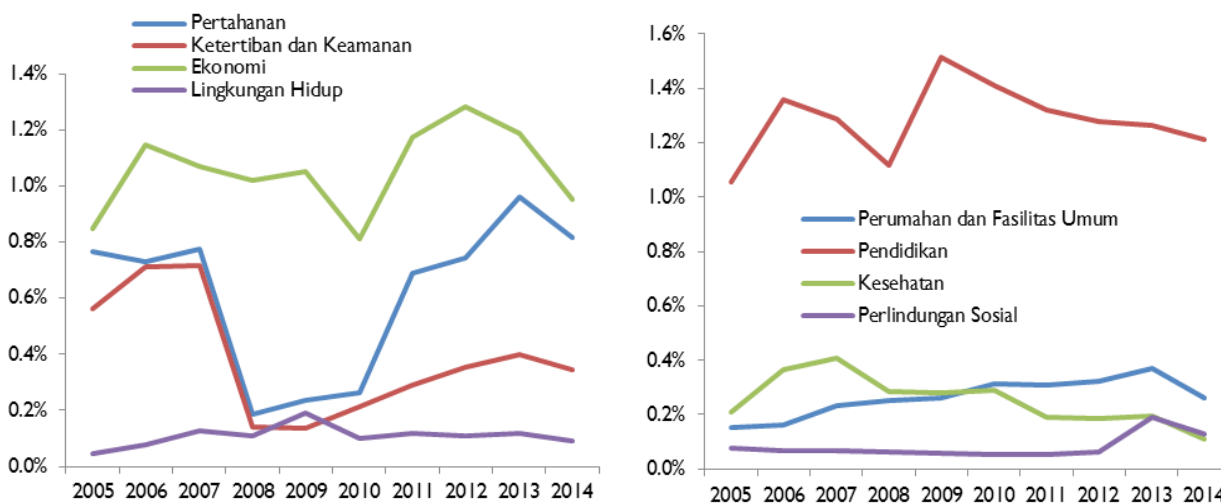 Pertahanan
Ketertiban dan Keamanan
Ekonomi
Lingkungan Hidup
1.4%
1.2%
1.0%
0.8%
0.6%
0.4%
0.2%
0.0%
2005 2006 2007 2008 2009 2010 2011 2012 2013 2014
1.6%
1.4%
1.2%
1.0%
0.8%
0.6%
0.4%
0.2%
0.0%
Perumahan dan Fasilitas Umum
Pendidikan
Kesehatan
Perlindungan Sosial
2005 2006 2007 2008 2009 2010 2011 2012 2013 2014